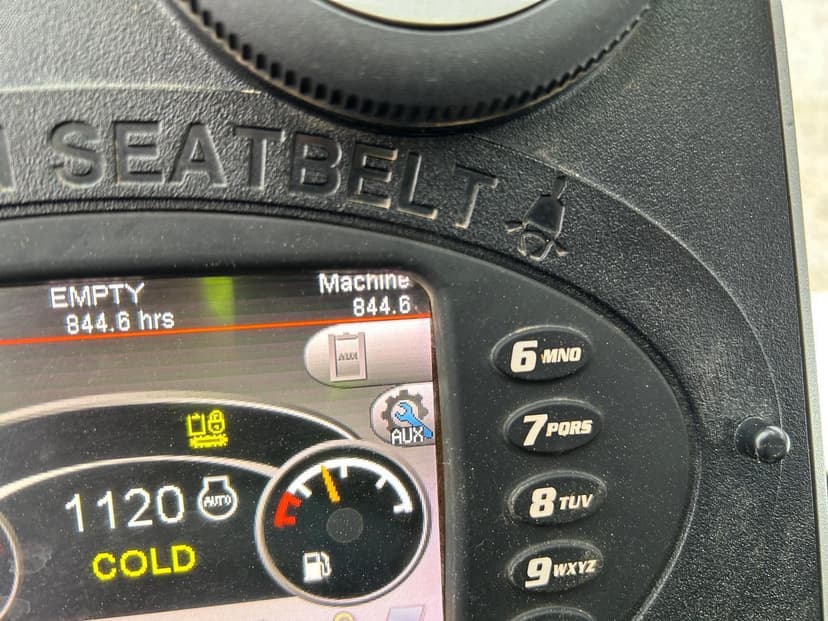 SEATBELT
EMPTY
844.6 hrs
Machine
844.6
AUX
AUX
1120 AUTO
COLD
6 MNO
7 PQRS
8 TUV
9 WXYZ